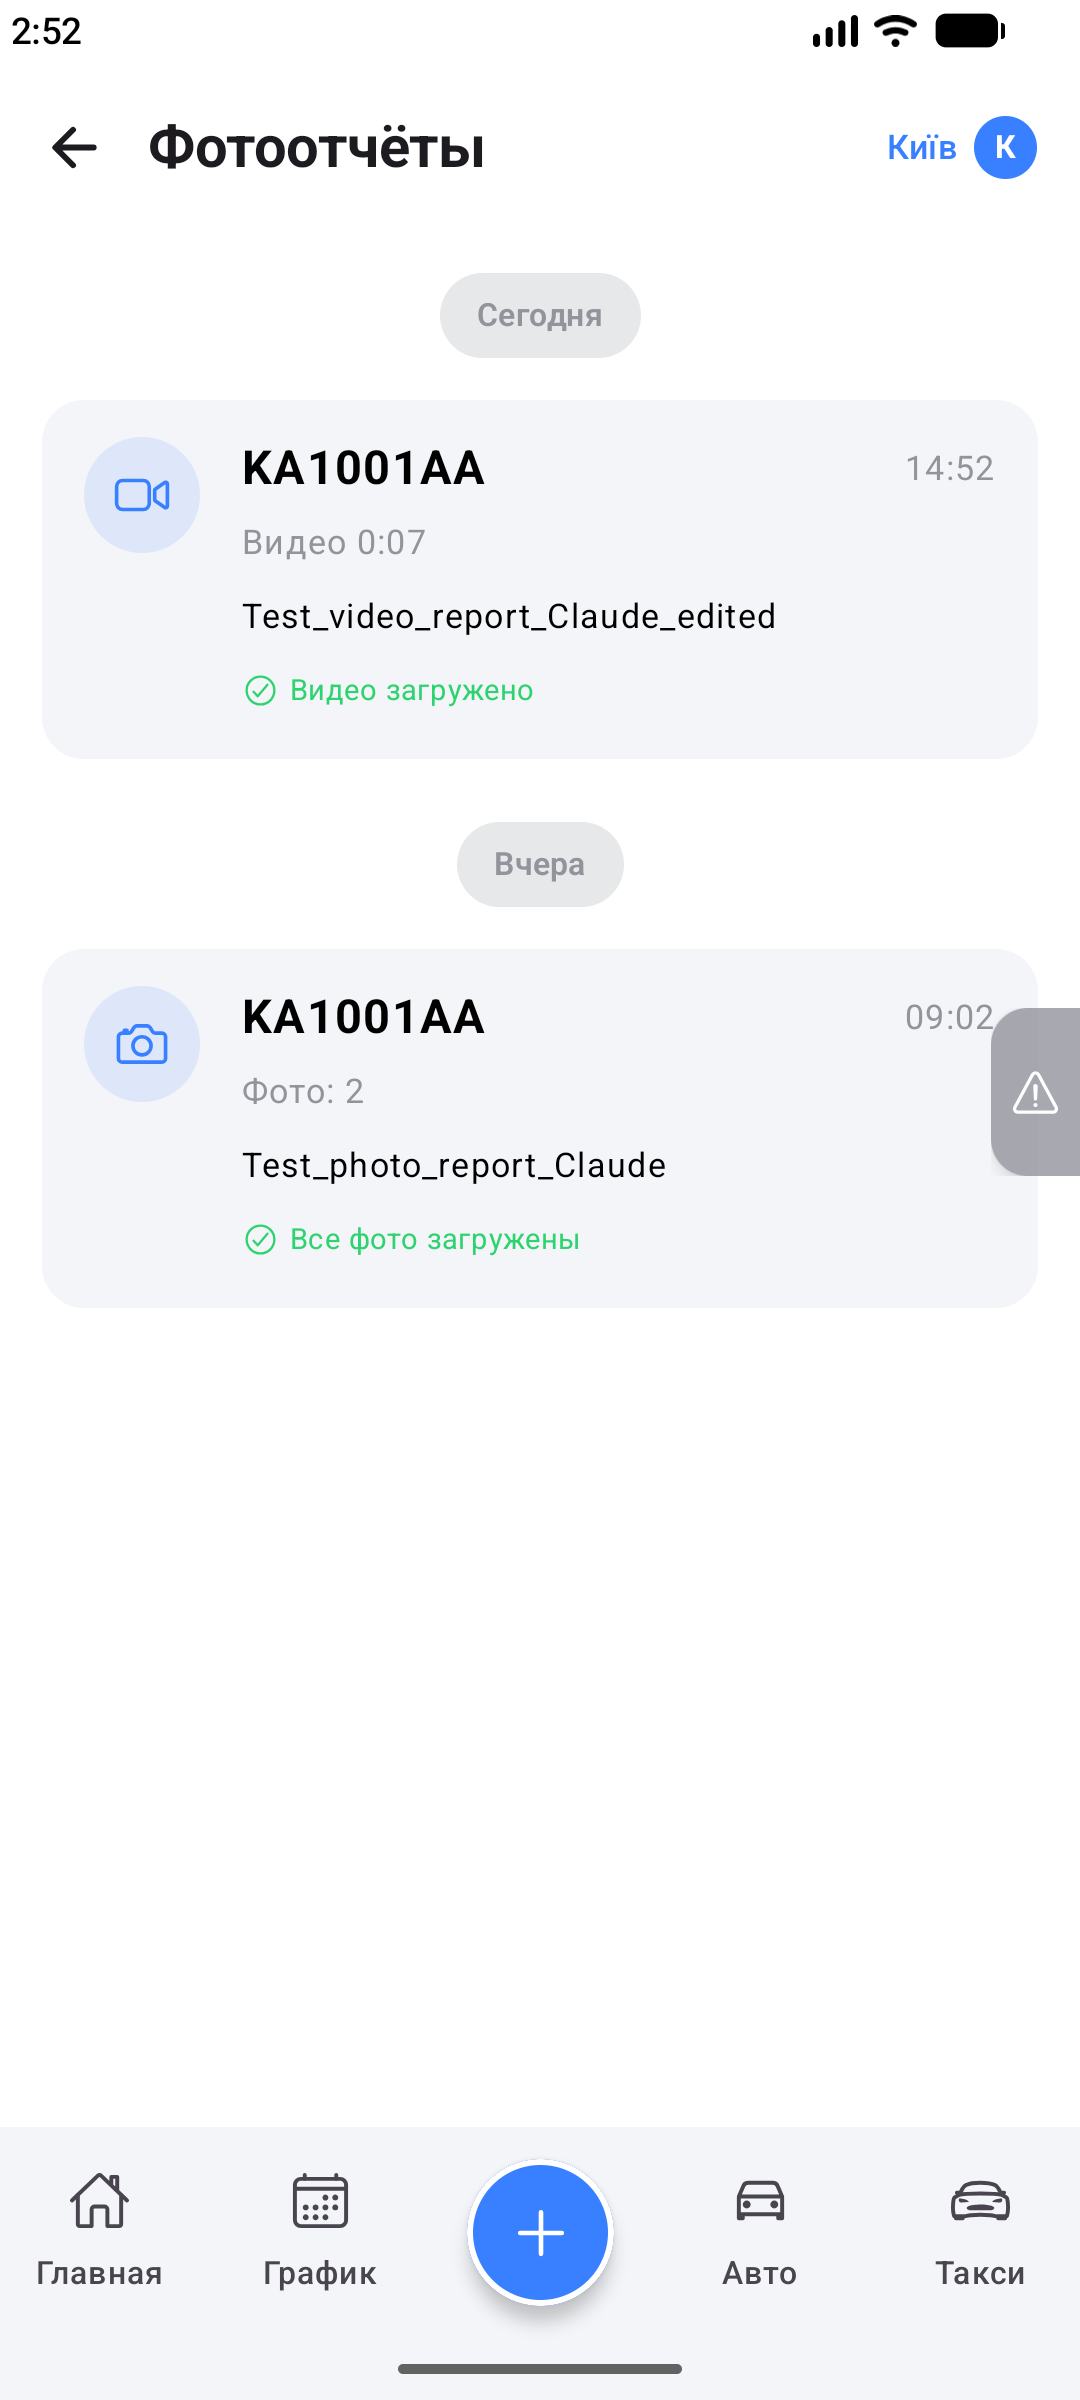 2:52
Фотоотчёты
Київ K
Сегодня
KA1001AA
14:52
Видео 0:07
Test_video_report_Claude_edited
Видео загружено
Вчера
KA1001AA
09:02
Фото: 2
Test_photo_report_Claude
Все фото загружены
Главная
График
Авто
Такси